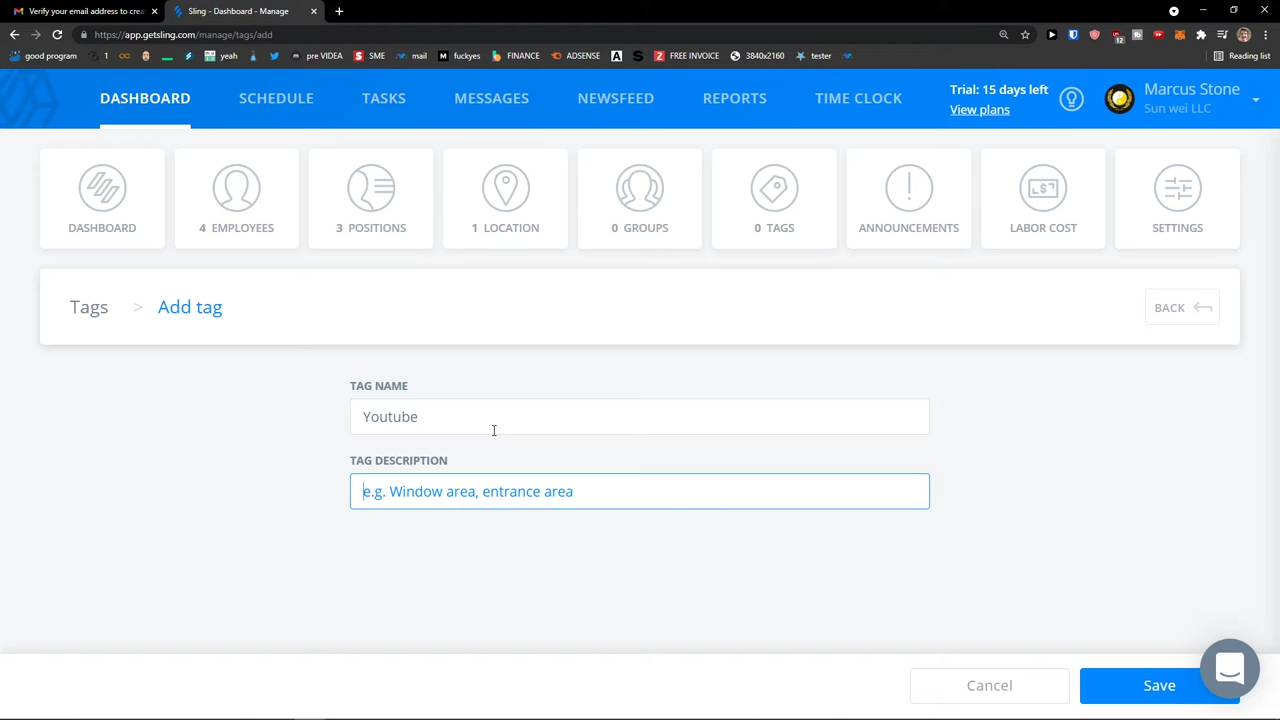 Verify your email address to crea
Sling - Dashboard - Manage
https://app.getsling.com/manage/tags/add
good program
1
yeah
pre VIDEA
SME
mail
fuckyes
FINANCE
ADSENSE
FREE INVOICE
3840x2160
tester
Reading list
12
DASHBOARD
SCHEDULE
TASKS
MESSAGES
NEWSFEED
REPORTS
TIME CLOCK
Trial: 15 days left
View plans
Marcus Stone
Sun wei LLC
DASHBOARD
4 EMPLOYEES
3 POSITIONS
1 LOCATION
0 GROUPS
0 TAGS
ANNOUNCEMENTS
LABOR COST
SETTINGS
Tags > Add tag
BACK
TAG NAME
Youtube
TAG DESCRIPTION
e.g. Window area, entrance area
Cancel
Save